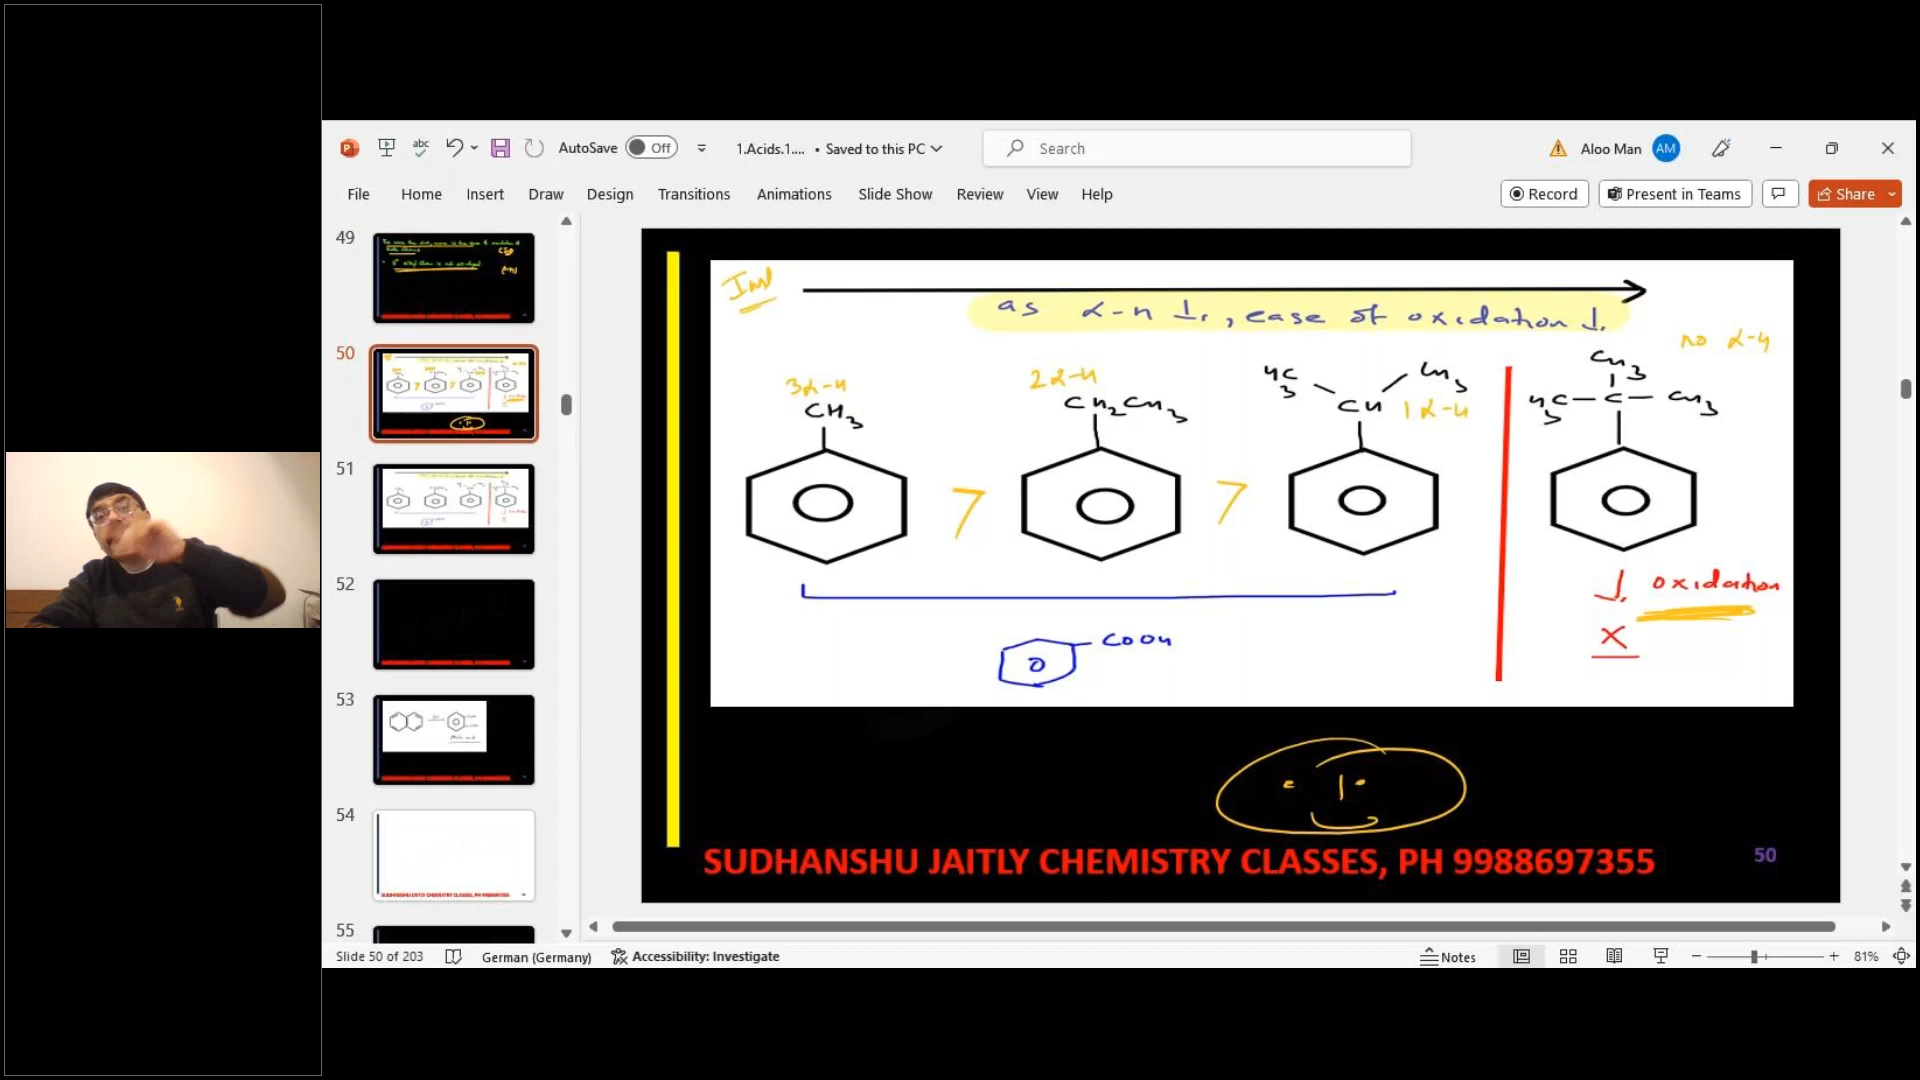 AutoSave Off 1.Acids.1.... • Saved to this PC Search Aloo Man AM
File Home Insert Draw Design Transitions Animations Slide Show Review View Help Record Present in Teams Share
49
50
51
52
53
54
55
as α-H ↓, ease of oxidation ↓.
no α-H
3α-H
CH3
2α-H
CH2CH3
H3C
CH3
CH
1α-H
CH3
H3C — C — CH3
>
>
↓ oxidation
X
COOH
SUDHANSHU JAITLY CHEMISTRY CLASSES, PH 9988697355
50
Slide 50 of 203 German (Germany) Accessibility: Investigate Notes 81%